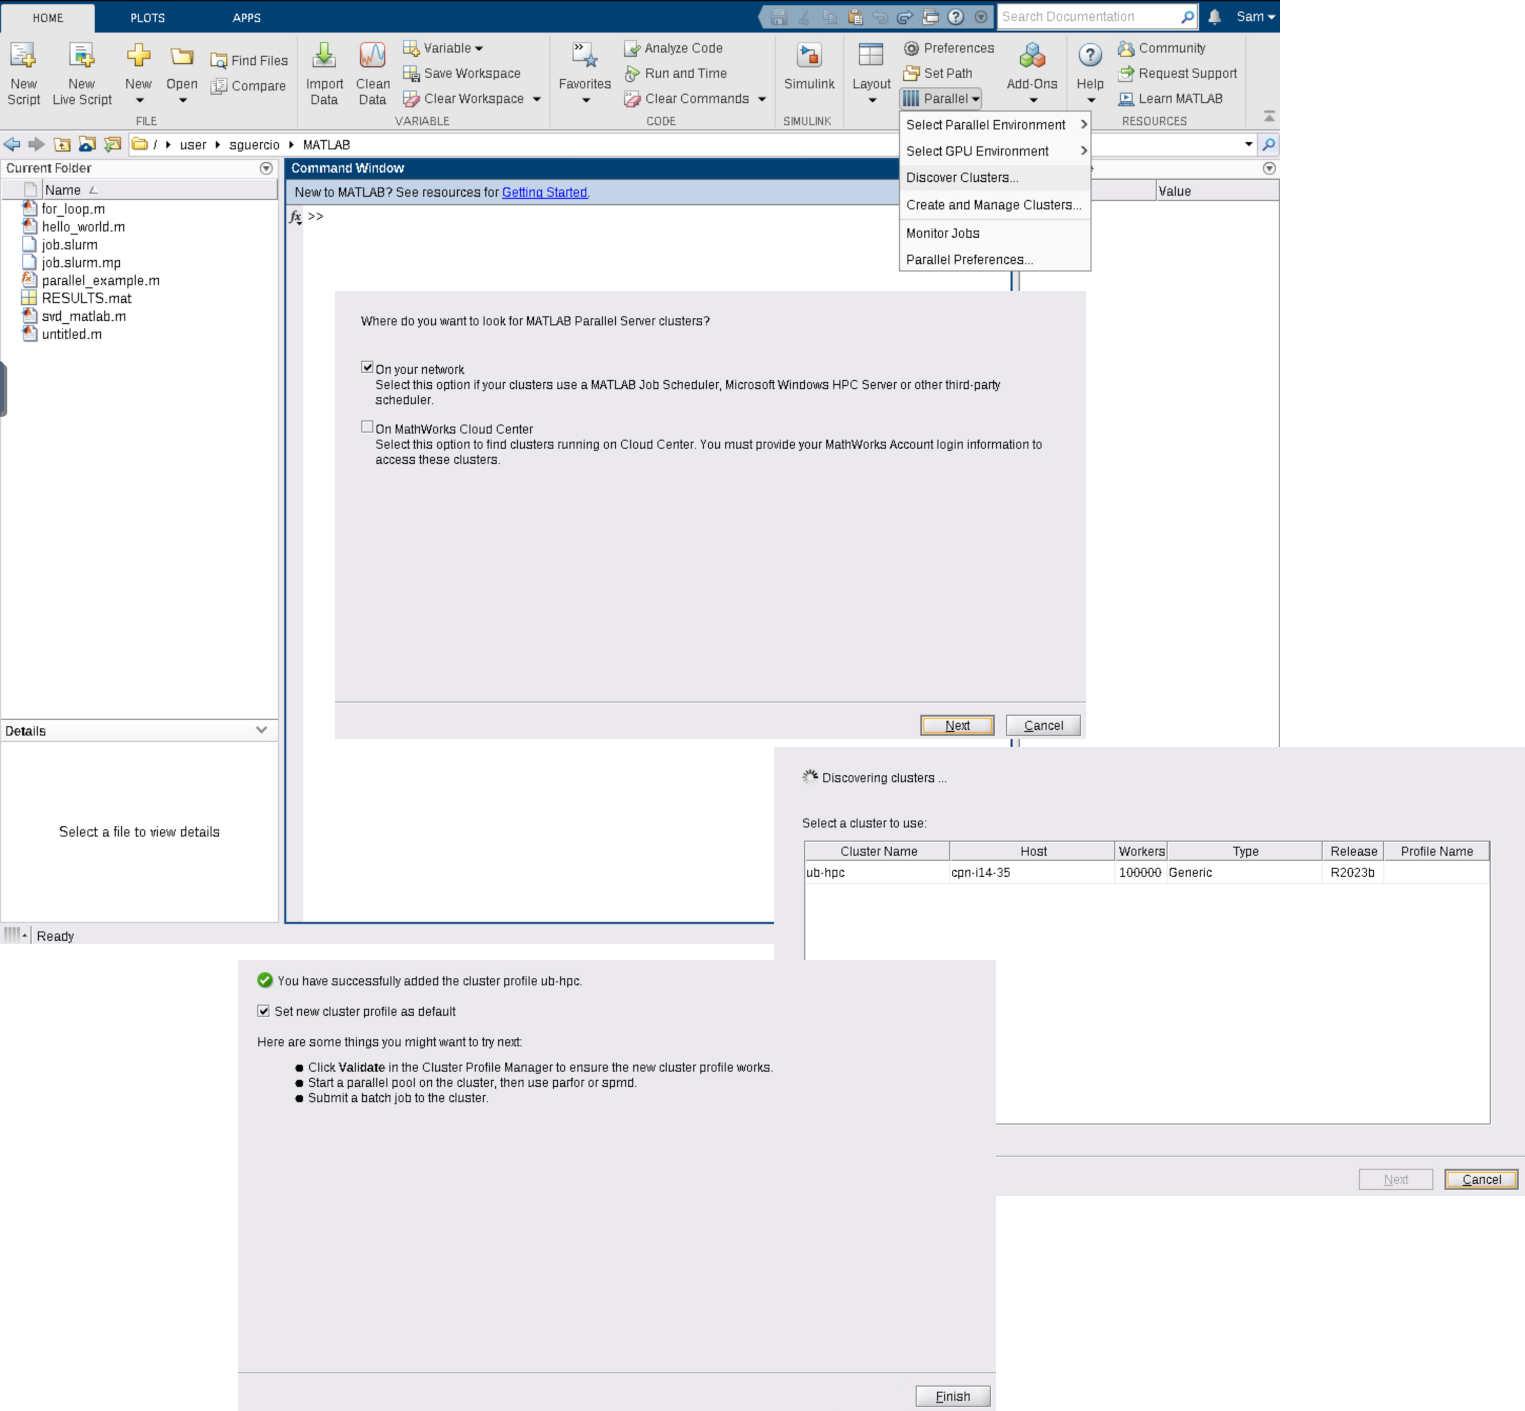 HOME PLOTS APPS Search Documentation Sam
New Script New Live Script New Open Find Files Compare
FILE
Import Data Clean Data Variable Save Workspace Clear Workspace
VARIABLE
Favorites Analyze Code Run and Time Clear Commands
CODE
Simulink
SIMULINK
Layout Preferences Set Path Parallel Add-Ons
Help Community Request Support Learn MATLAB
RESOURCES
/ user sguercio MATLAB
Select Parallel Environment
Select GPU Environment
Discover Clusters...
Create and Manage Clusters...
Monitor Jobs
Parallel Preferences...
Current Folder
Name
for_loop.m
hello_world.m
job.slurm
job.slurm.mp
parallel_example.m
RESULTS.mat
svd_matlab.m
untitled.m
Details
Select a file to view details
Ready
Command Window
New to MATLAB? See resources for Getting Started.
fx >>
Value
Where do you want to look for MATLAB Parallel Server clusters?
On your network
Select this option if your clusters use a MATLAB Job Scheduler, Microsoft Windows HPC Server or other third-party
scheduler.
On MathWorks Cloud Center
Select this option to find clusters running on Cloud Center. You must provide your MathWorks Account login information to
access these clusters.
Next Cancel
Discovering clusters ...
Select a cluster to use:
Cluster Name Host Workers Type Release Profile Name
ub-hpc cpn-i14-35 100000 Generic R2023b
Next Cancel
You have successfully added the cluster profile ub-hpc.
Set new cluster profile as default
Here are some things you might want to try next:
● Click Validate in the Cluster Profile Manager to ensure the new cluster profile works.
● Start a parallel pool on the cluster, then use parfor or spmd.
● Submit a batch job to the cluster.
Finish